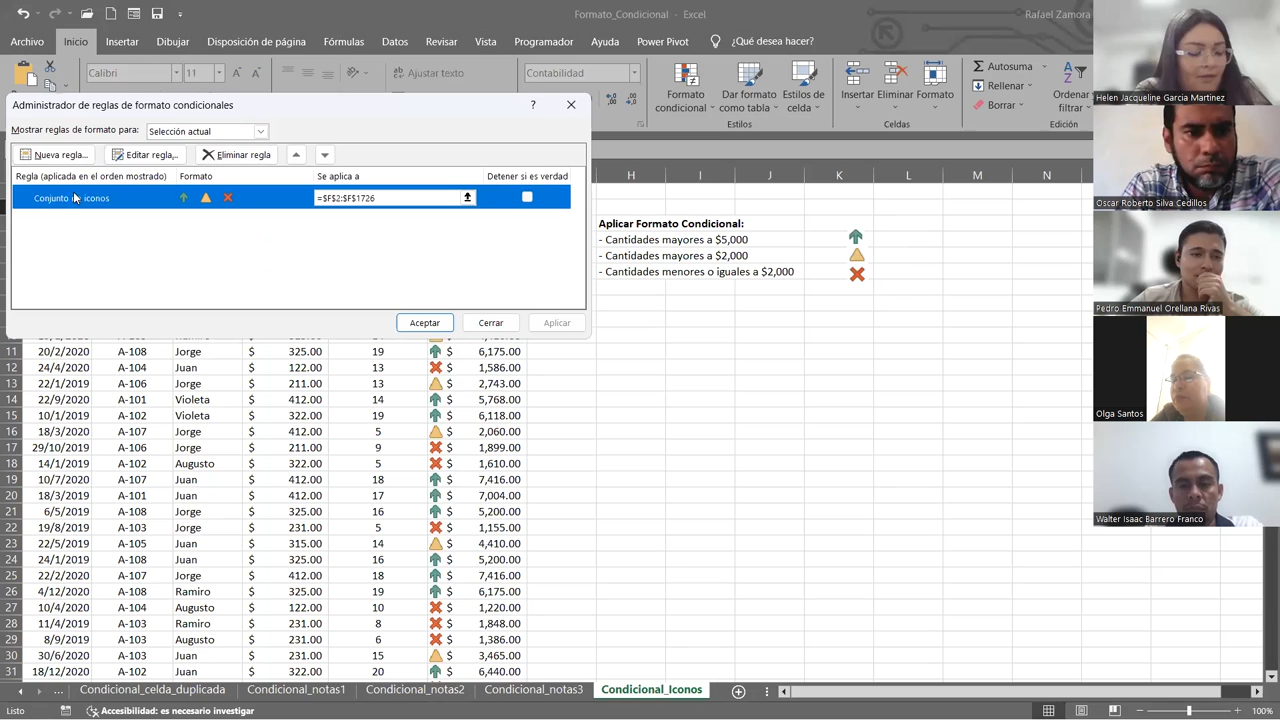 Formato_Condicional - Excel
Rafael Zamora
Archivo
Inicio
Insertar
Dibujar
Disposición de página
Fórmulas
Datos
Revisar
Vista
Programador
Ayuda
Power Pivot
¿Qué desea hacer?
Calibri
11
Ajustar texto
Contabilidad
Formato condicional
Dar formato como tabla
Estilos de celda
Insertar
Eliminar
Formato
Autosuma
Rellenar
Borrar
Ordenar filtrar
Estilos
Celdas
Edición
Administrador de reglas de formato condicionales
?
Mostrar reglas de formato para:
Selección actual
Nueva regla...
Editar regla...
Eliminar regla
Regla (aplicada en el orden mostrado)
Formato
Se aplica a
Detener si es verdad
Conjunto iconos
=$F$2:$F$1726
Aceptar
Cerrar
Aplicar
H I J K L M N
Aplicar Formato Condicional:
- Cantidades mayores a $5,000
- Cantidades mayores a $2,000
- Cantidades menores o iguales a $2,000
11 20/2/2020 A-108 Jorge $ 325.00 19 $ 6,175.00
12 24/4/2020 A-104 Juan $ 122.00 13 $ 1,586.00
13 22/1/2019 A-106 Jorge $ 211.00 13 $ 2,743.00
14 22/9/2020 A-101 Violeta $ 412.00 14 $ 5,768.00
15 10/1/2019 A-102 Violeta $ 322.00 19 $ 6,118.00
16 18/3/2020 A-107 Jorge $ 412.00 5 $ 2,060.00
17 29/10/2019 A-106 Jorge $ 211.00 9 $ 1,899.00
18 14/1/2019 A-102 Augusto $ 322.00 5 $ 1,610.00
19 10/7/2020 A-107 Juan $ 412.00 18 $ 7,416.00
20 18/3/2019 A-101 Juan $ 412.00 17 $ 7,004.00
21 6/5/2019 A-108 Jorge $ 325.00 16 $ 5,200.00
22 19/8/2019 A-103 Ramiro $ 231.00 5 $ 1,155.00
23 22/5/2019 A-105 Juan $ 315.00 14 $ 4,410.00
24 24/1/2019 A-108 Juan $ 325.00 16 $ 5,200.00
25 22/2/2020 A-107 Jorge $ 412.00 18 $ 7,416.00
26 4/12/2020 A-108 Ramiro $ 325.00 19 $ 6,175.00
27 10/4/2020 A-104 Augusto $ 122.00 10 $ 1,220.00
28 11/4/2019 A-103 Ramiro $ 231.00 8 $ 1,848.00
29 8/9/2019 A-103 Augusto $ 231.00 6 $ 1,386.00
30 30/6/2020 A-103 Juan $ 231.00 15 $ 3,465.00
31 18/12/2020 A-102 Juan $ 322.00 20 $ 6,440.00
...
Condicional_celda_duplicada
Condicional_notas1
Condicional_notas2
Condicional_notas3
Condicional_Iconos
Listo
Accesibilidad: es necesario investigar
100%
Helen Jacqueline Garcia Martinez
Oscar Roberto Silva Cedillos
Pedro Emmanuel Orellana Rivas
Olga Santos
Walter Isaac Barrero Franco